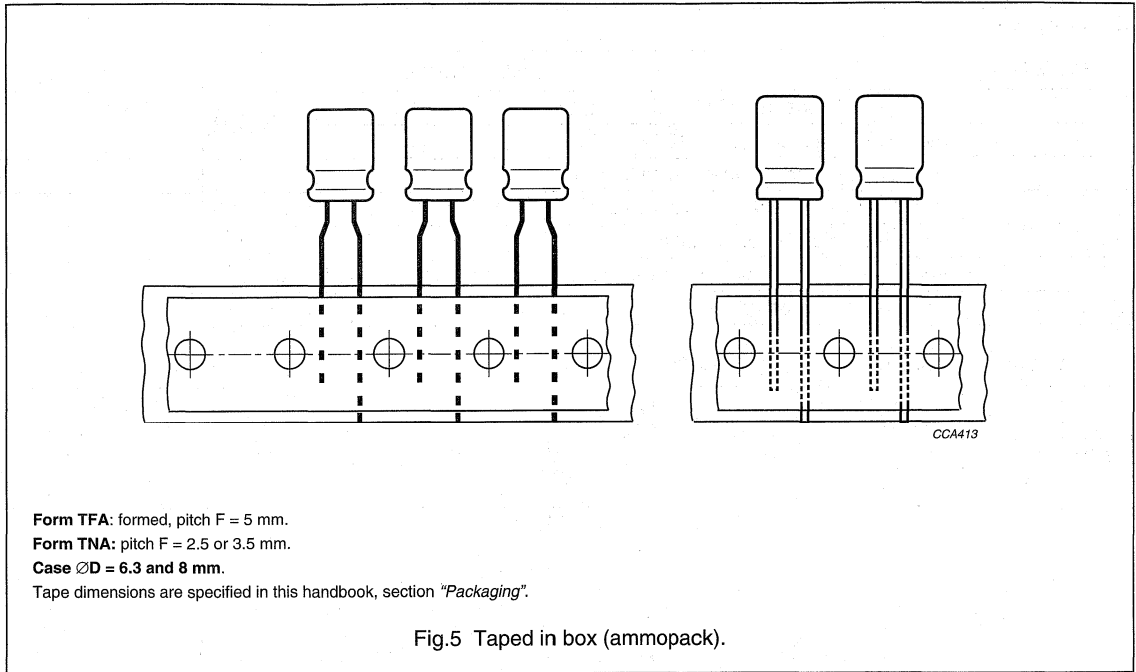 CCA413
Form TFA: formed, pitch F = 5 mm.
Form TNA: pitch F = 2.5 or 3.5 mm.
Case ∅D = 6.3 and 8 mm.
Tape dimensions are specified in this handbook, section "Packaging".
Fig.5 Taped in box (ammopack).